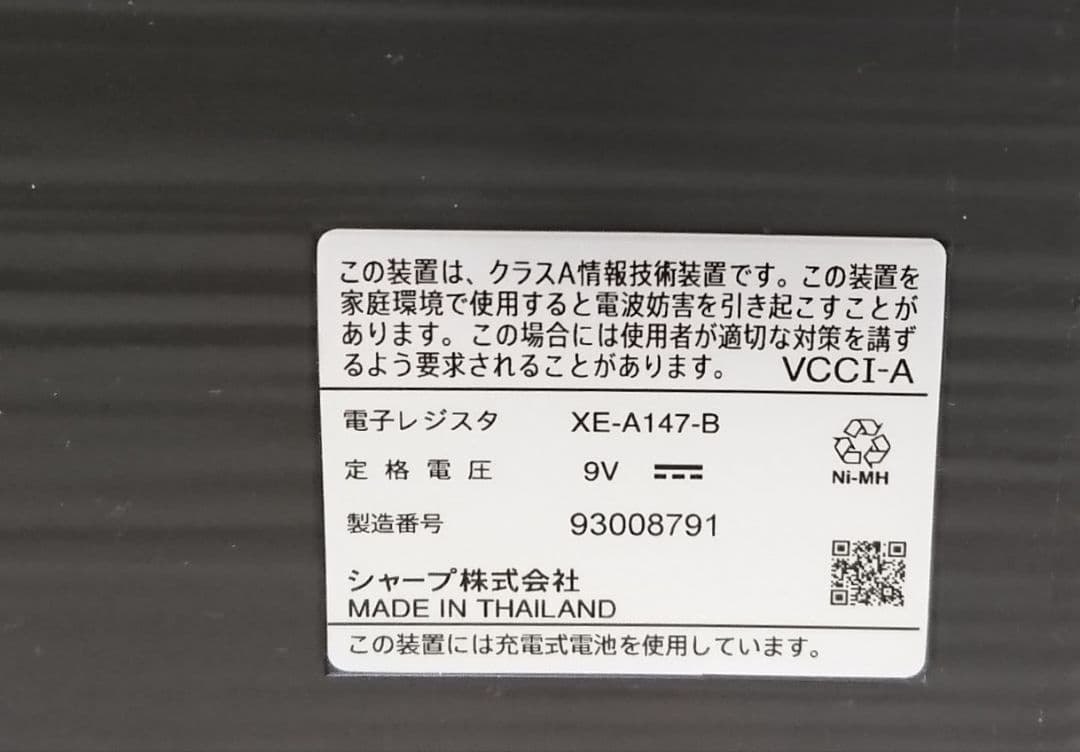 この装置は、クラスA情報技術装置です。この装置を
家庭環境で使用すると電波妨害を引き起こすことが
あります。この場合には使用者が適切な対策を講ず
るよう要求されることがあります。 VCCI-A
電子レジスタ XE-A147-B
定格電圧 9V
Ni-MH
製造番号 93008791
シャープ株式会社
MADE IN THAILAND
この装置には充電式電池を使用しています。